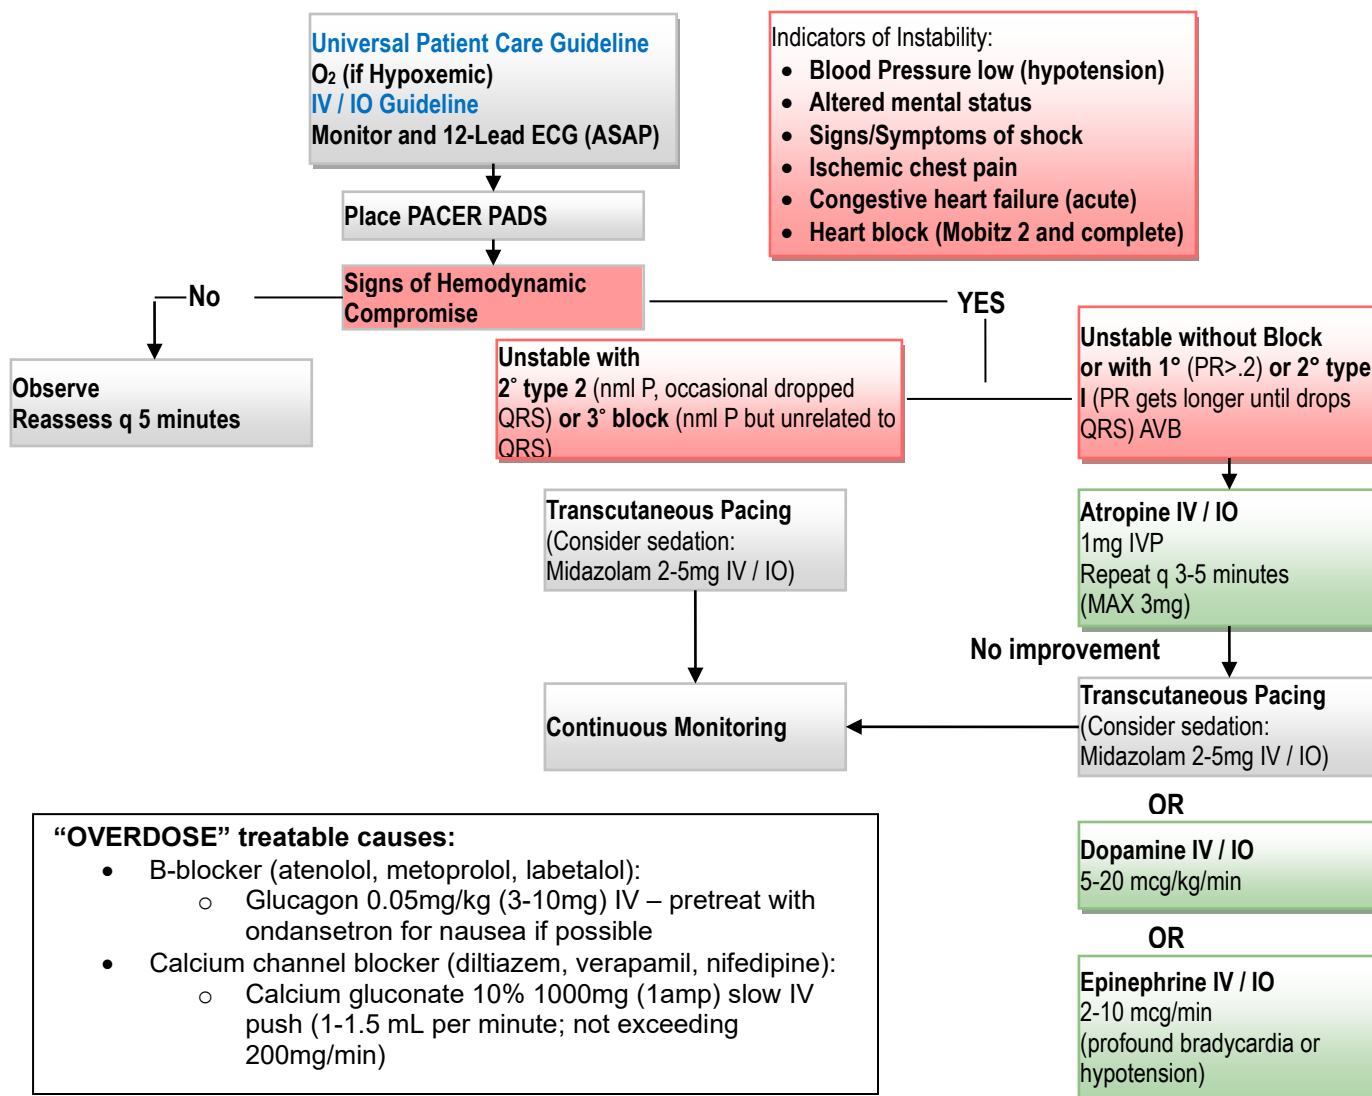 Universal Patient Care Guideline
O₂ (if Hypoxemic)
IV / IO Guideline
Monitor and 12-Lead ECG (ASAP)
Indicators of Instability:
• Blood Pressure low (hypotension)
• Altered mental status
• Signs/Symptoms of shock
• Ischemic chest pain
• Congestive heart failure (acute)
• Heart block (Mobitz 2 and complete)
Place PACER PADS
Signs of Hemodynamic
Compromise
No
YES
Observe
Reassess q 5 minutes
Unstable with
2° type 2 (nml P, occasional dropped
QRS) or 3° block (nml P but unrelated to
QRS)
Unstable without Block
or with 1° (PR>.2) or 2° type
I (PR gets longer until drops
QRS) AVB
Transcutaneous Pacing
(Consider sedation:
Midazolam 2-5mg IV / IO)
Atropine IV / IO
1mg IVP
Repeat q 3-5 minutes
(MAX 3mg)
No improvement
Continuous Monitoring
Transcutaneous Pacing
(Consider sedation:
Midazolam 2-5mg IV / IO)
OR
Dopamine IV / IO
5-20 mcg/kg/min
OR
Epinephrine IV / IO
2-10 mcg/min
(profound bradycardia or
hypotension)
“OVERDOSE” treatable causes:
• B-blocker (atenolol, metoprolol, labetalol):
o Glucagon 0.05mg/kg (3-10mg) IV – pretreat with
ondansetron for nausea if possible
• Calcium channel blocker (diltiazem, verapamil, nifedipine):
o Calcium gluconate 10% 1000mg (1amp) slow IV
push (1-1.5 mL per minute; not exceeding
200mg/min)